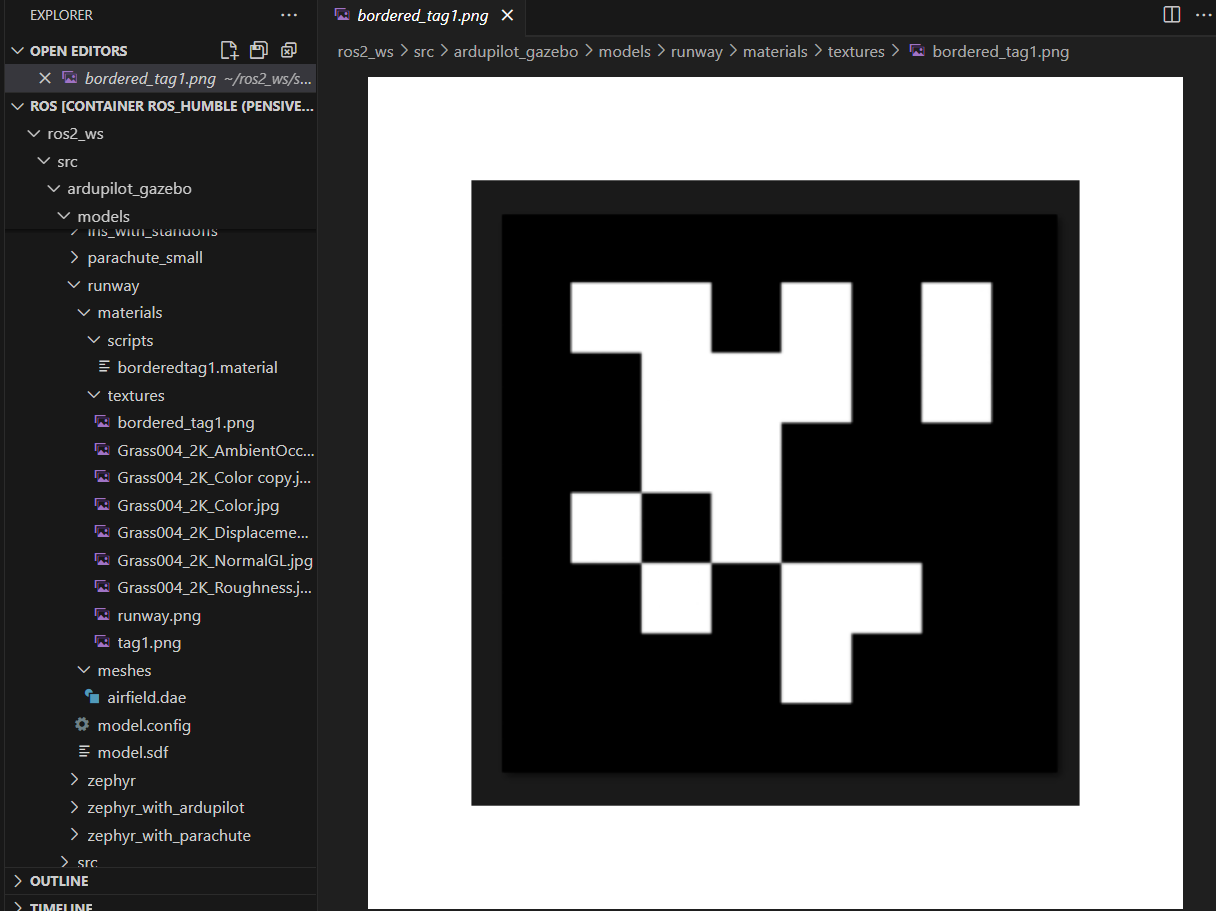 EXPLORER
OPEN EDITORS
bordered_tag1.png ~/ros2_ws/s...
ROS [CONTAINER ROS_HUMBLE (PENSIVE...
ros2_ws
src
ardupilot_gazebo
models
iris_with_standoffs
parachute_small
runway
materials
scripts
borderedtag1.material
textures
bordered_tag1.png
Grass004_2K_AmbientOcc...
Grass004_2K_Color copy.j...
Grass004_2K_Color.jpg
Grass004_2K_Displaceme...
Grass004_2K_NormalGL.jpg
Grass004_2K_Roughness.j...
runway.png
tag1.png
meshes
airfield.dae
model.config
model.sdf
zephyr
zephyr_with_ardupilot
zephyr_with_parachute
src
OUTLINE
TIMELINE
bordered_tag1.png
ros2_ws > src > ardupilot_gazebo > models > runway > materials > textures > bordered_tag1.png